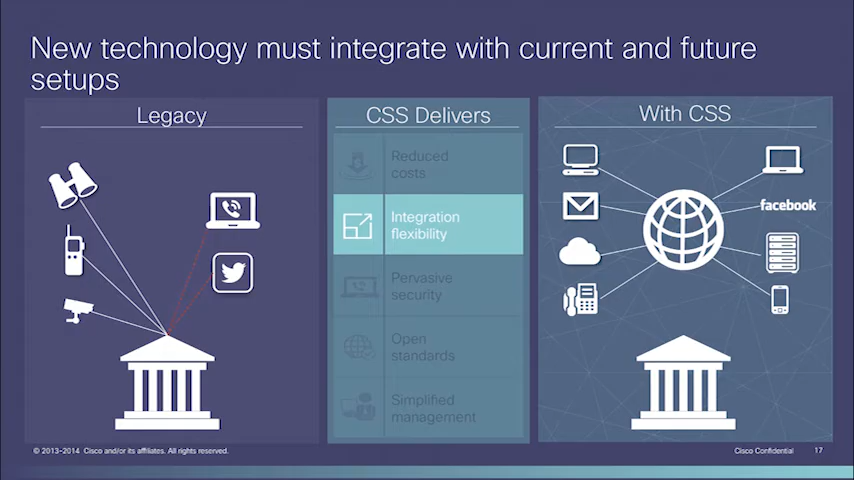 New technology must integrate with current and future
setups
Legacy
CSS Delivers
Reduced
costs
Integration
flexibility
Pervasive
security
Open
standards
Simplified
management
With CSS
facebook
© 2013-2014 Cisco and/or its affiliates. All rights reserved.
Cisco Confidential 17